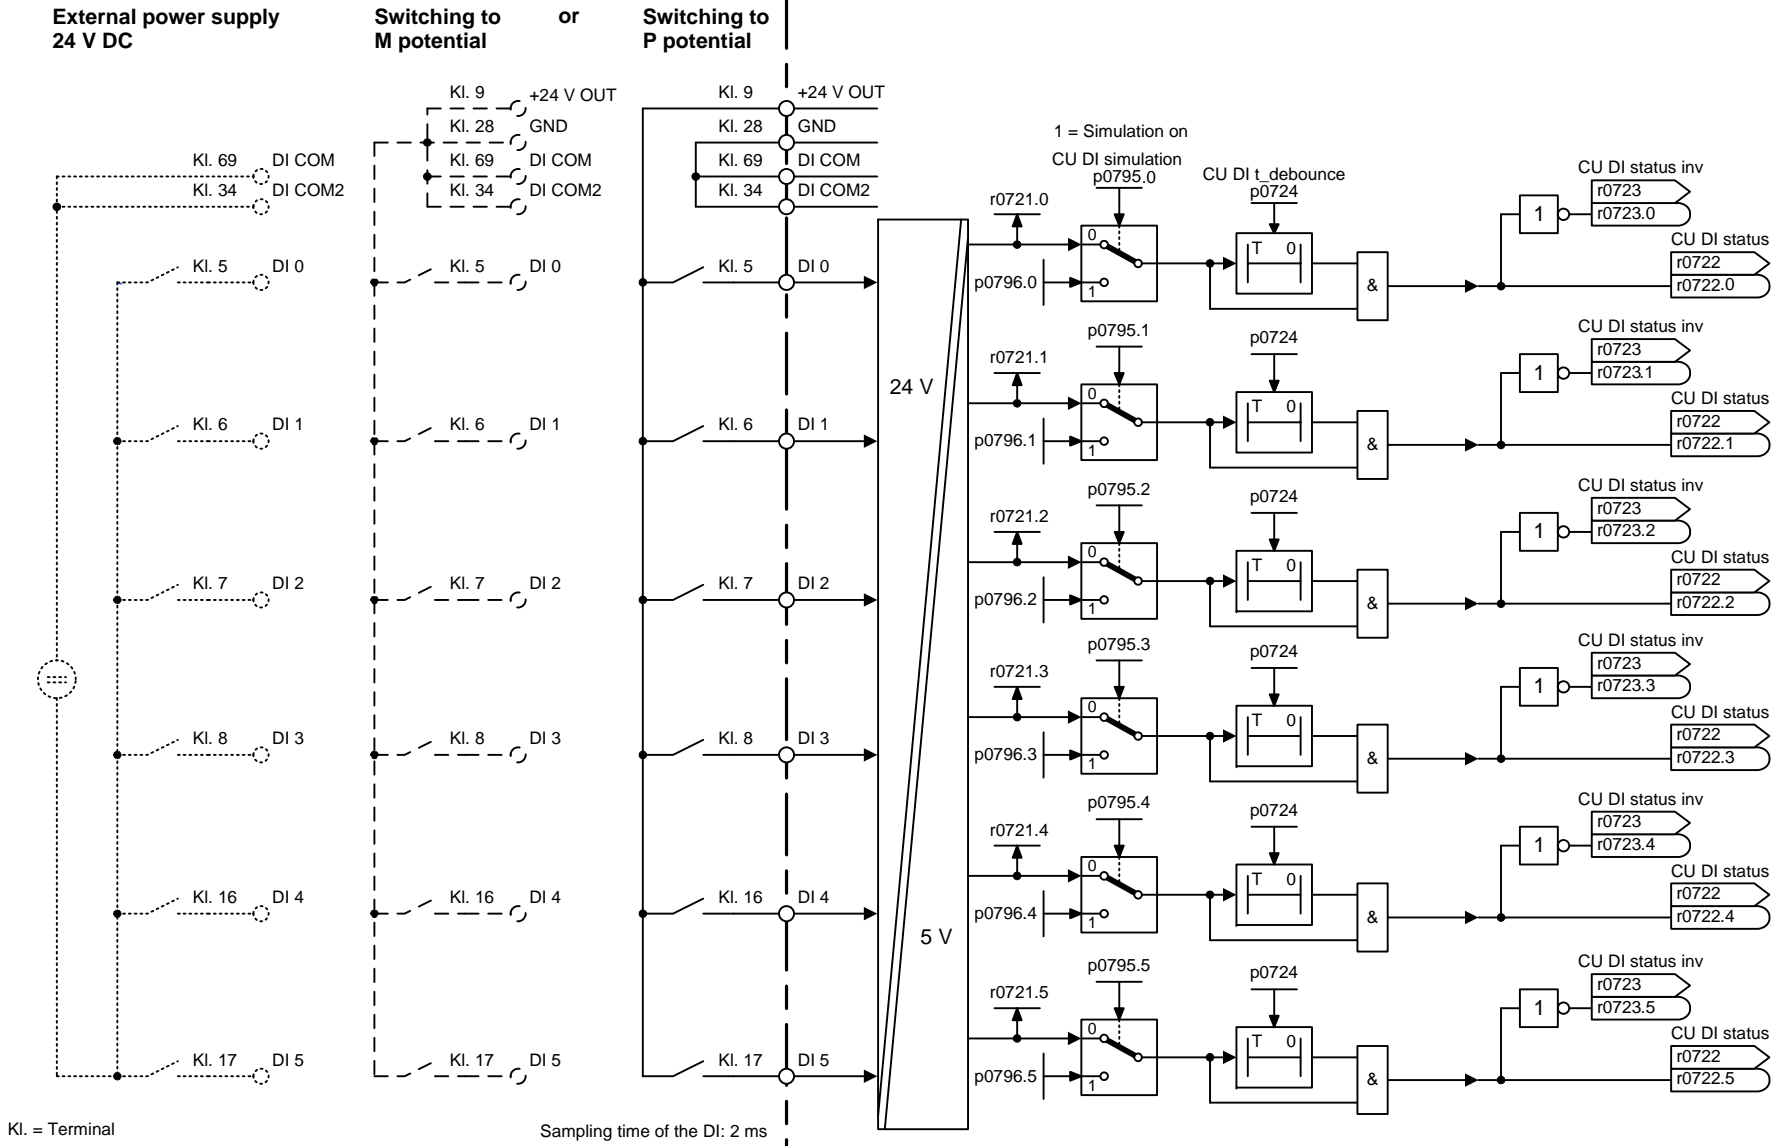 External power supply
24 V DC
Switching to
M potential
or
Switching to
P potential
Kl. 9
+24 V OUT
Kl. 28
GND
Kl. 69
DI COM
Kl. 34
DI COM2
Kl. 9
+24 V OUT
Kl. 28
GND
Kl. 69
DI COM
Kl. 34
DI COM2
Kl. 69
DI COM
Kl. 34
DI COM2
1 = Simulation on
CU DI simulation
p0795.0
CU DI t_debounce
p0724
CU DI status inv
r0723
r0723.0
CU DI status
r0722
r0722.0
Kl. 5
DI 0
Kl. 5
DI 0
Kl. 5
DI 0
r0721.0
p0796.0
0
1
T 0
&
1
24 V
5 V
Kl. 6
DI 1
Kl. 6
DI 1
Kl. 6
DI 1
r0721.1
p0796.1
p0795.1
0
1
p0724
T 0
&
1
CU DI status inv
r0723
r0723.1
CU DI status
r0722
r0722.1
Kl. 7
DI 2
Kl. 7
DI 2
Kl. 7
DI 2
r0721.2
p0796.2
p0795.2
0
1
p0724
T 0
&
1
CU DI status inv
r0723
r0723.2
CU DI status
r0722
r0722.2
Kl. 8
DI 3
Kl. 8
DI 3
Kl. 8
DI 3
r0721.3
p0796.3
p0795.3
0
1
p0724
T 0
&
1
CU DI status inv
r0723
r0723.3
CU DI status
r0722
r0722.3
Kl. 16
DI 4
Kl. 16
DI 4
Kl. 16
DI 4
r0721.4
p0796.4
p0795.4
0
1
p0724
T 0
&
1
CU DI status inv
r0723
r0723.4
CU DI status
r0722
r0722.4
Kl. 17
DI 5
Kl. 17
DI 5
Kl. 17
DI 5
r0721.5
p0796.5
p0795.5
0
1
p0724
T 0
&
1
CU DI status inv
r0723
r0723.5
CU DI status
r0722
r0722.5
Kl. = Terminal
Sampling time of the DI: 2 ms